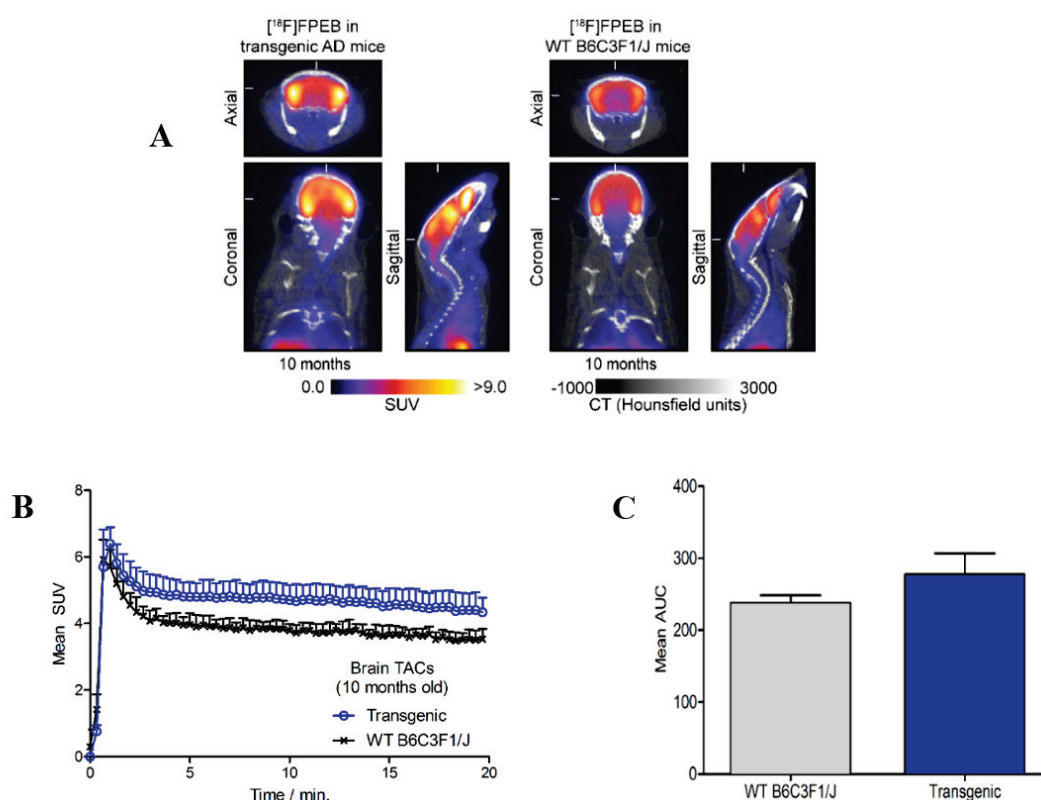 [¹⁸F]FPEB in
transgenic AD mice
[¹⁸F]FPEB in
WT B6C3F1/J mice
A
Axial
Axial
Coronal
Sagittal
Coronal
Sagittal
10 months
10 months
0.0
>9.0
SUV
-1000
3000
CT (Hounsfield units)
B
8
6
4
2
0
Mean SUV
Brain TACs
(10 months old)
Transgenic
WT B6C3F1/J
0
5
10
15
20
Time / min.
C
400
300
200
100
0
Mean AUC
WT B6C3F1/J
Transgenic